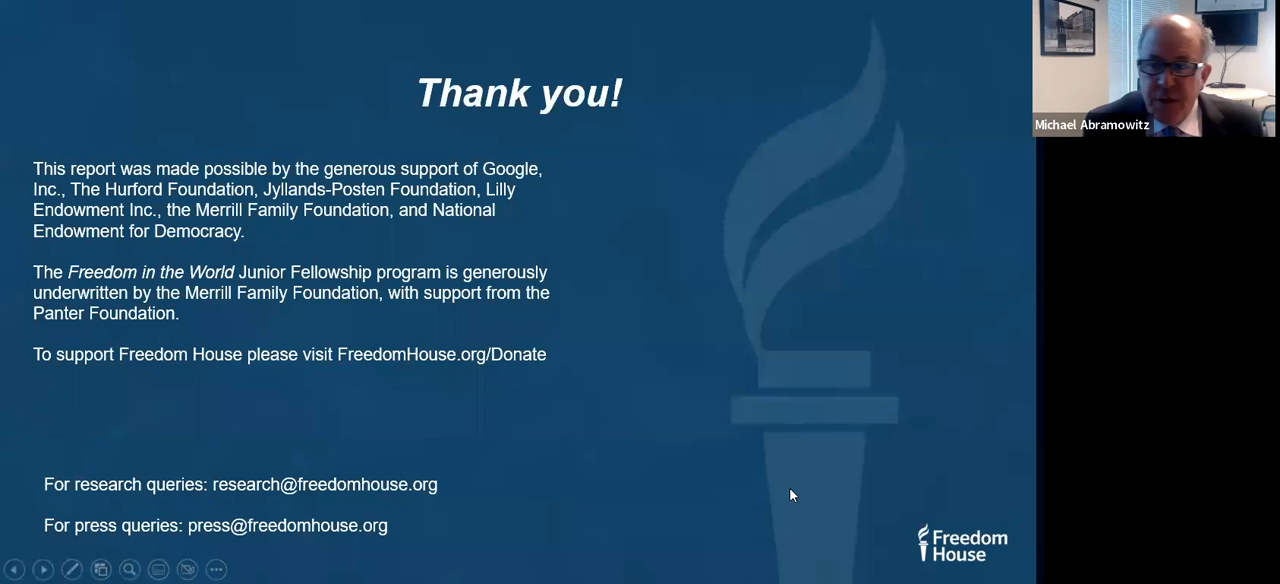 Thank you!
This report was made possible by the generous support of Google,
Inc., The Hurford Foundation, Jyllands-Posten Foundation, Lilly
Endowment Inc., the Merrill Family Foundation, and National
Endowment for Democracy.
The Freedom in the World Junior Fellowship program is generously
underwritten by the Merrill Family Foundation, with support from the
Panter Foundation.
To support Freedom House please visit FreedomHouse.org/Donate
For research queries: research@freedomhouse.org
For press queries: press@freedomhouse.org
Freedom
House
Michael Abramowitz